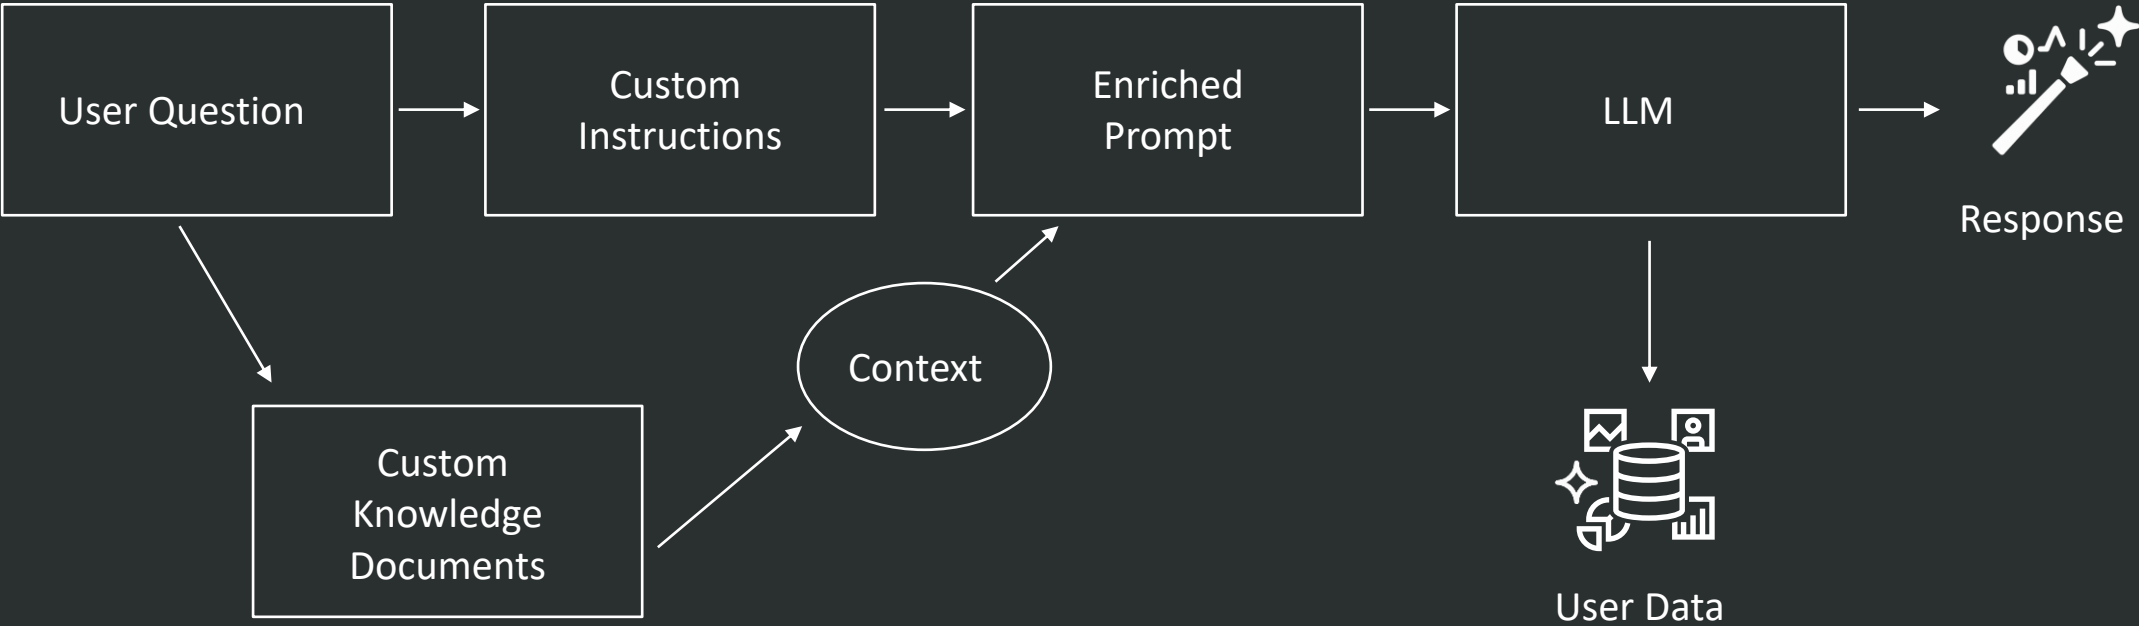 User Question
Custom
Instructions
Enriched
Prompt
LLM
Response
Context
Custom
Knowledge
Documents
User Data